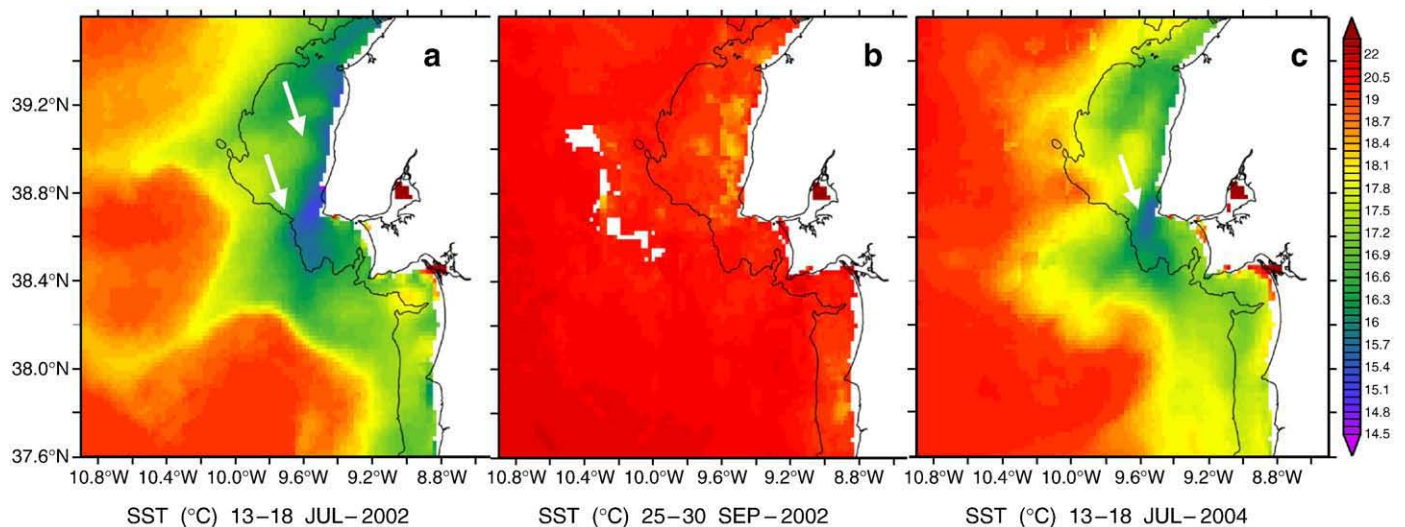 a
b
c
39.2°N
38.8°N
38.4°N
38.0°N
37.6°N
10.8°W 10.4°W 10.0°W 9.6°W 9.2°W 8.8°W
10.8°W 10.4°W 10.0°W 9.6°W 9.2°W 8.8°W
10.8°W 10.4°W 10.0°W 9.6°W 9.2°W 8.8°W
SST (°C) 13–18 JUL–2002
SST (°C) 25–30 SEP–2002
SST (°C) 13–18 JUL–2004
22
20.5
19
18.7
18.4
18.1
17.8
17.5
17.2
16.9
16.6
16.3
16
15.7
15.4
15.1
14.8
14.5